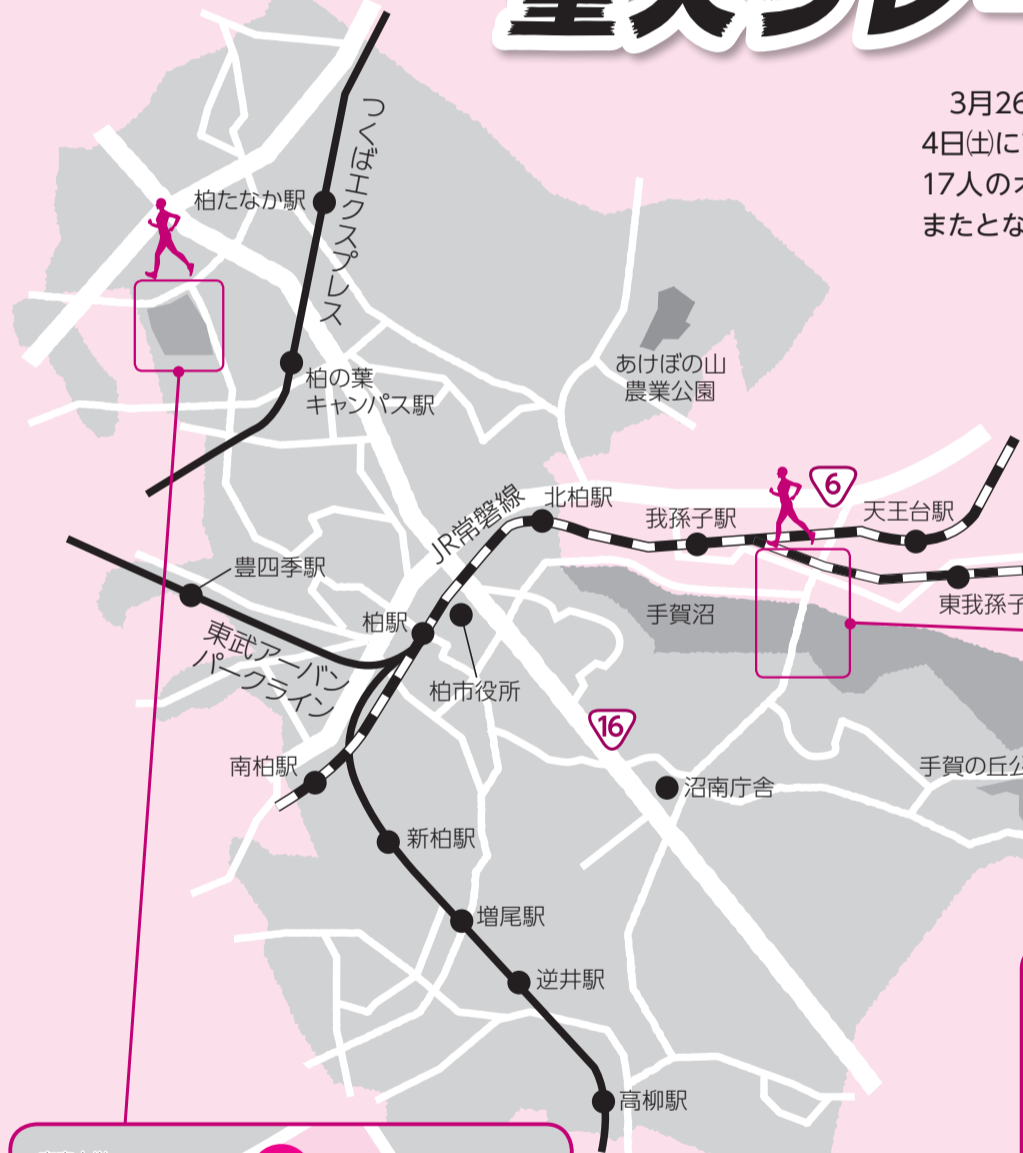 聖火リレー
3月26
4日㈯に
17人の
またとな
つくばエクスプレス
柏たなか駅
柏の葉
キャンパス駅
あけぼの山
農業公園
JR常磐線
北柏駅
我孫子駅
6
天王台駅
東我孫子
豊四季駅
東武アーバン
パークライン
柏駅
柏市役所
手賀沼
16
南柏駅
沼南庁舎
手賀の丘公
新柏駅
増尾駅
逆井駅
高柳駅